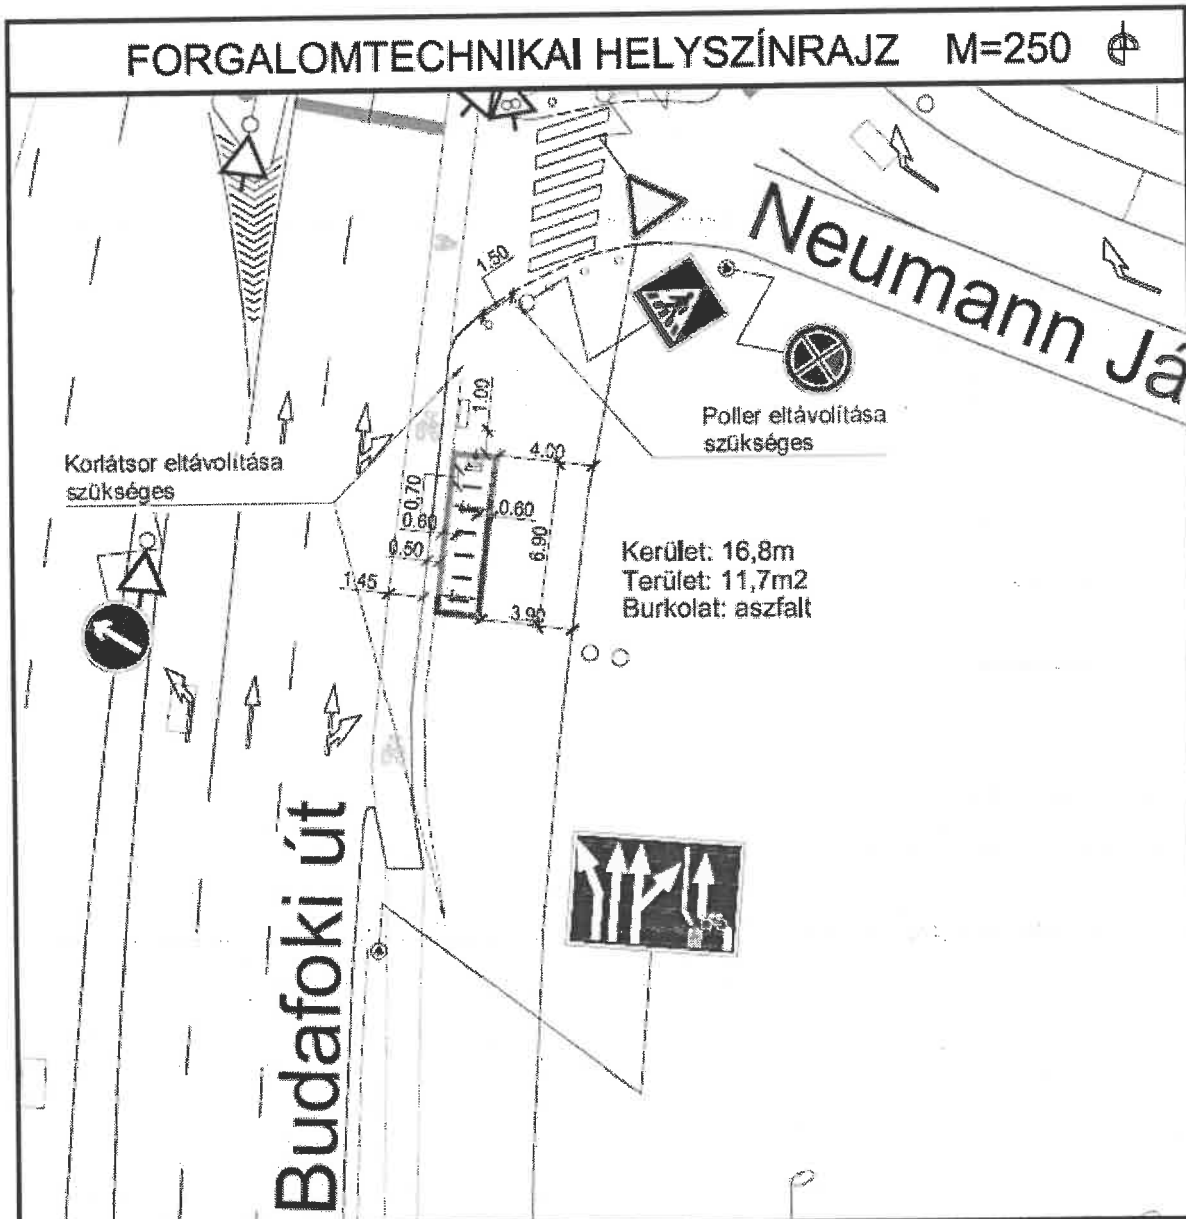 FORGALOMTECHNIKAI HELYSZÍNRAJZ M=250
Neumann Já
1.50
1.00
Poller eltávolítása
szükséges
Korlátsor eltávolítása
szükséges
4.00
0.70
0.60
0.60
6.90
0.50
1.45
3.90
Kerület: 16,8m
Terület: 11,7m2
Burkolat: aszfalt
Budafoki út